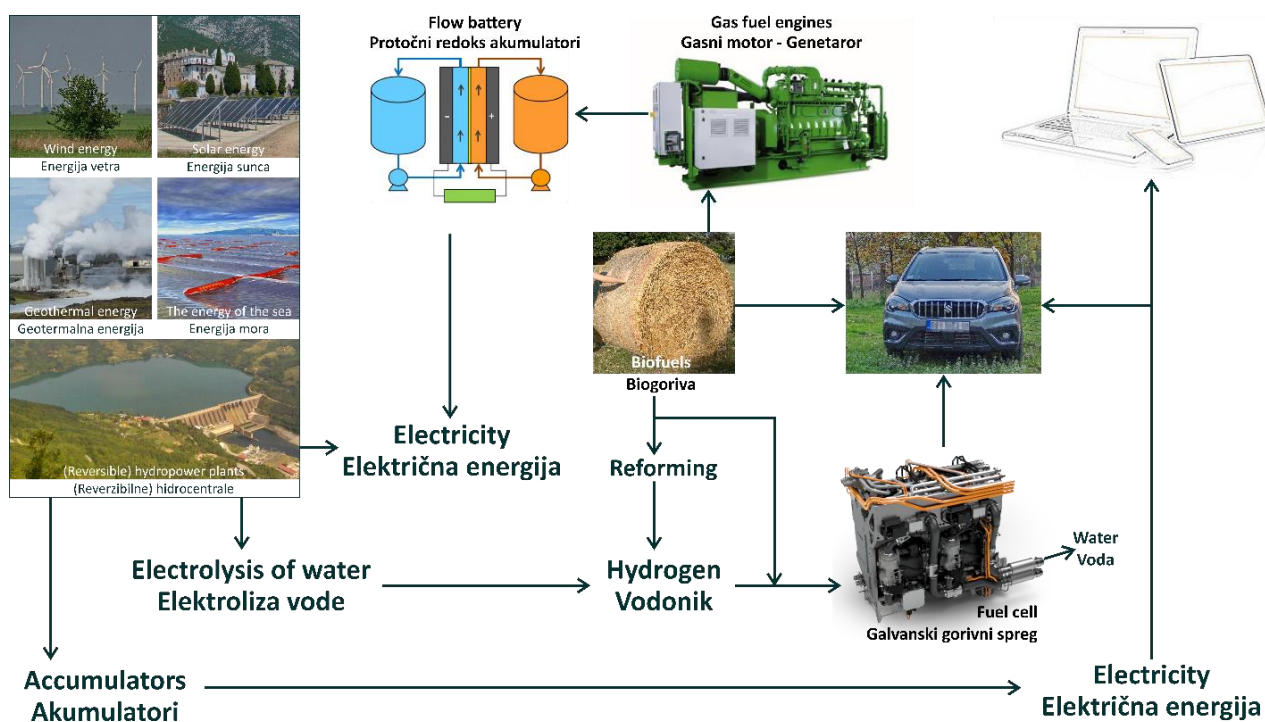 Flow battery
Protočni redoks akumulatori
Gas fuel engines
Gasni motor - Genetaror
Wind energy
Energija vetra
Solar energy
Energija sunca
Geothermal energy
Geotermalna energija
The energy of the sea
Energija mora
(Reversible) hydropower plants
(Reverzibilne) hidrocentrale
-
+
Biofuels
Biogoriva
Electricity
Električna energija
Reforming
Electrolysis of water
Elektroliza vode
Hydrogen
Vodonik
Water
Voda
Fuel cell
Galvanski gorivni spreg
Accumulators
Akumulatori
Electricity
Električna energija